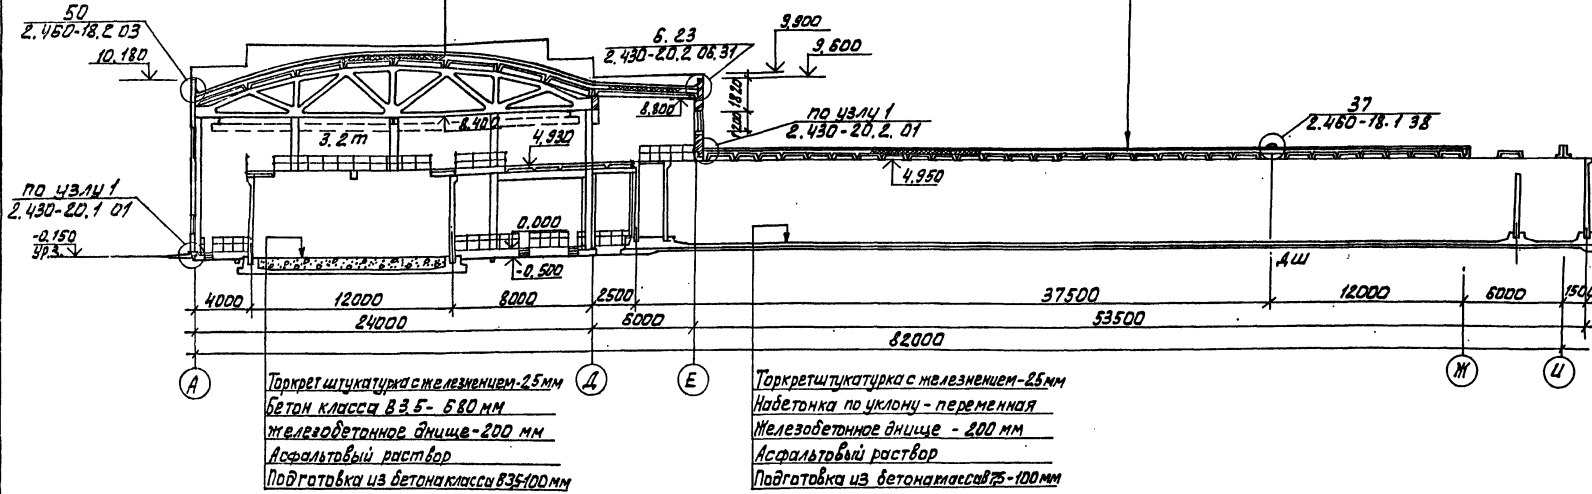 50
2.460-18.2 03
10.180
6.23
2.430-20.2 06.31
9,900
9,600
1820
1200
8.800
по узлу 1
2.430-20.2.01
37
2.460-18.1 38
8.400
3.2т
4,930
4,950
по узлу 1
2.430-20.1 01
-0.150
ур.з.
0.000
-0.500
ДШ
4000
12000
8000
2500
37500
12000
6000
24000
6000
53500
82000
А
Д
Е
Ж
И
Торкрет штукатурка с железнением-25мм
Бетон класса В3.5- 680 мм
Железобетонное днище-200 мм
Асфальтовый раствор
Подготовка из бетона класса В3,5-100мм
Торкретштукатурка с железнением-25мм
Набетонка по уклону-переменная
Железобетонное днище - 200 мм
Асфальтовый раствор
Подготовка из бетона класса В7,5-100мм